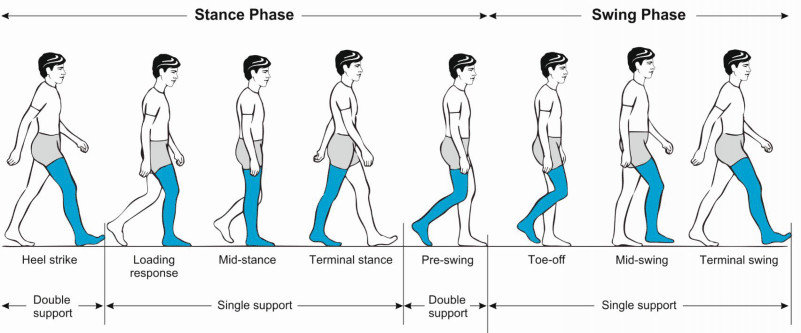 Stance Phase
Swing Phase
Heel strike
Loading
response
Mid-stance
Terminal stance
Pre-swing
Toe-off
Mid-swing
Terminal swing
Double
support
Single support
Double
support
Single support